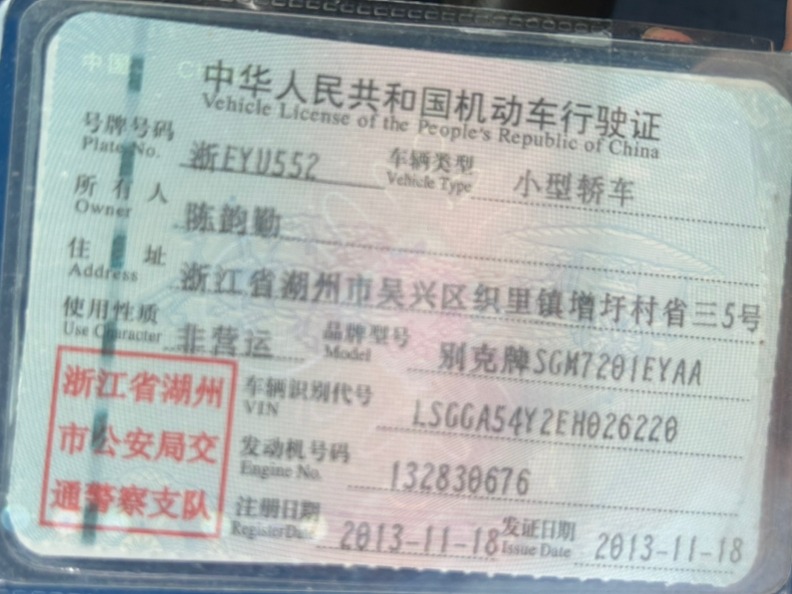 中华人民共和国机动车行驶证
Vehicle License of the People's Republic of China
号牌号码 浙EYU552 车辆类型 小型轿车
Plate No. Vehicle Type
所有人 陈韵勤
Owner
住址 浙江省湖州市吴兴区织里镇增圩村省三5号
Address
使用性质 非营运 品牌型号 别克牌SGM7201EYAA
Use Character Model
浙江省湖州
市公安局交
通警察支队
车辆识别代号 LSGGA54Y2EH026220
VIN
发动机号码 132830676
Engine No.
注册日期 2013-11-18 发证日期 2013-11-18
Register Date Issue Date